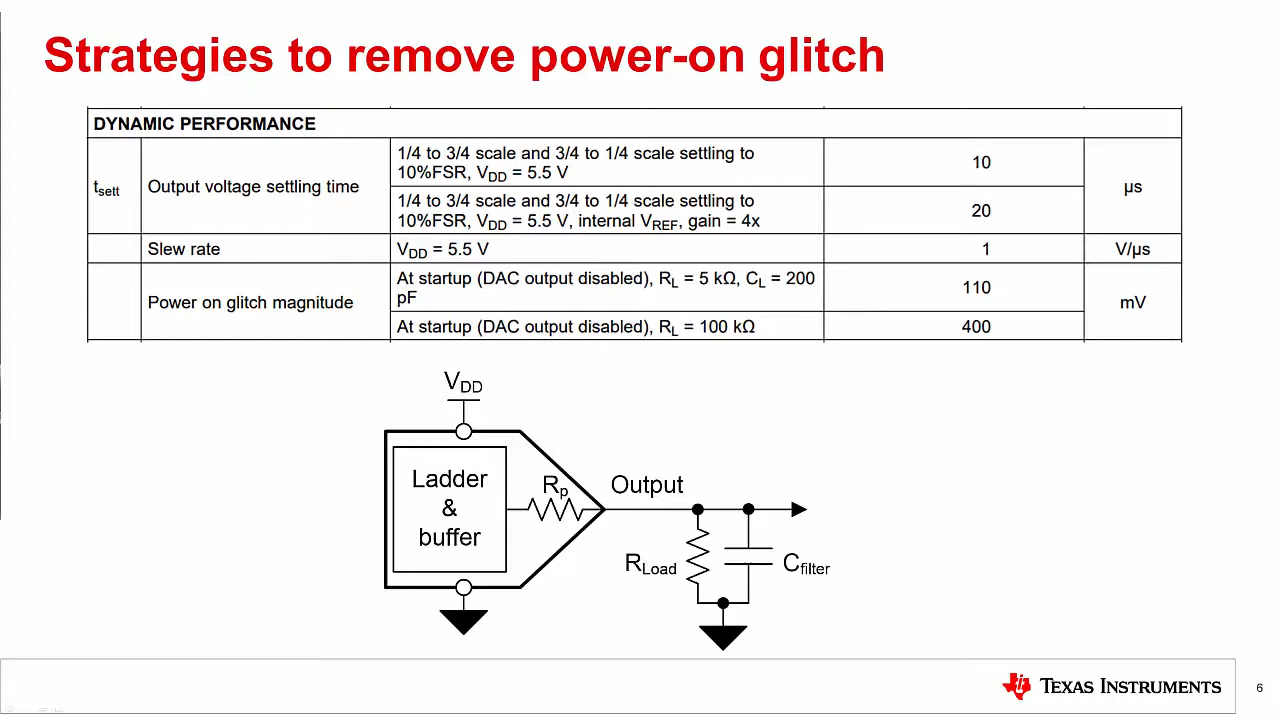 Strategies to remove power-on glitch
DYNAMIC PERFORMANCE
tsett
Output voltage settling time
1/4 to 3/4 scale and 3/4 to 1/4 scale settling to
10%FSR, VDD = 5.5 V
10
µs
1/4 to 3/4 scale and 3/4 to 1/4 scale settling to
10%FSR, VDD = 5.5 V, internal VREF, gain = 4x
20
Slew rate
VDD = 5.5 V
1
V/µs
Power on glitch magnitude
At startup (DAC output disabled), RL = 5 kΩ, CL = 200
pF
110
mV
At startup (DAC output disabled), RL = 100 kΩ
400
VDD
Ladder
&
buffer
Rp
Output
RLoad
Cfilter
TEXAS INSTRUMENTS
6